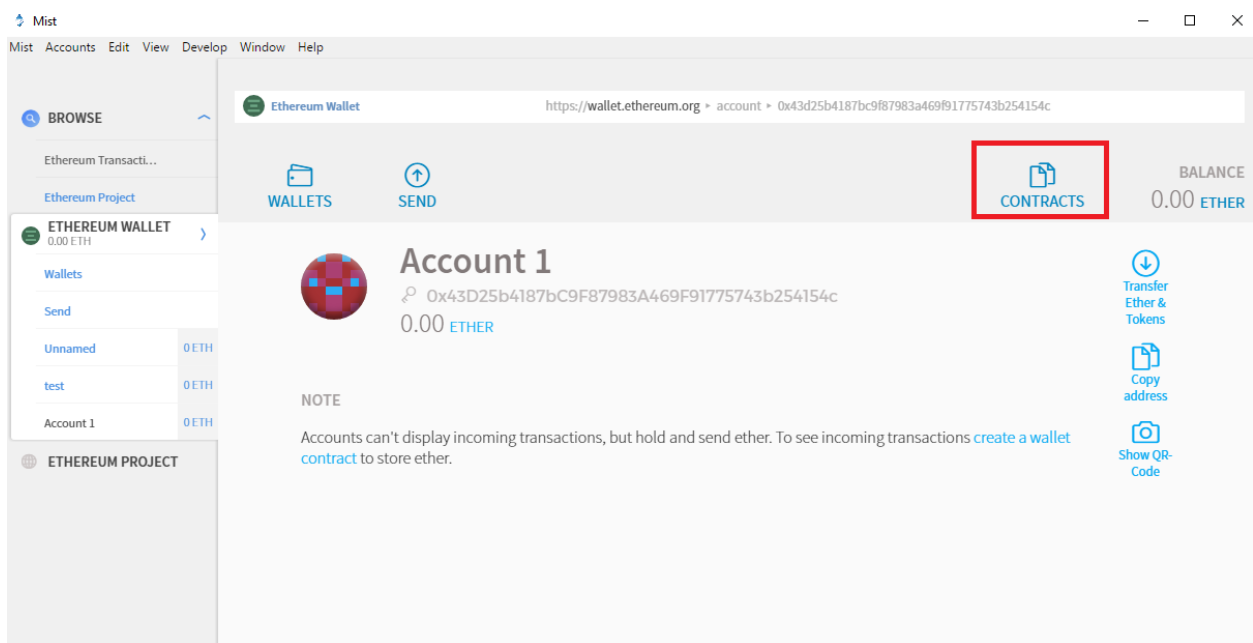 Mist
Mist Accounts Edit View Develop Window Help
BROWSE
Ethereum Transacti...
Ethereum Project
ETHEREUM WALLET
0.00 ETH
Wallets
Send
Unnamed 0 ETH
test 0 ETH
Account 1 0 ETH
ETHEREUM PROJECT
Ethereum Wallet https://wallet.ethereum.org ▸ account ▸ 0x43d25b4187bc9f87983a469f91775743b254154c
WALLETS
SEND
CONTRACTS
BALANCE
0.00 ETHER
Account 1
0x43D25b4187bC9F87983A469F91775743b254154c
0.00 ETHER
NOTE
Accounts can't display incoming transactions, but hold and send ether. To see incoming transactions create a wallet
contract to store ether.
Transfer
Ether &
Tokens
Copy
address
Show QR-
Code